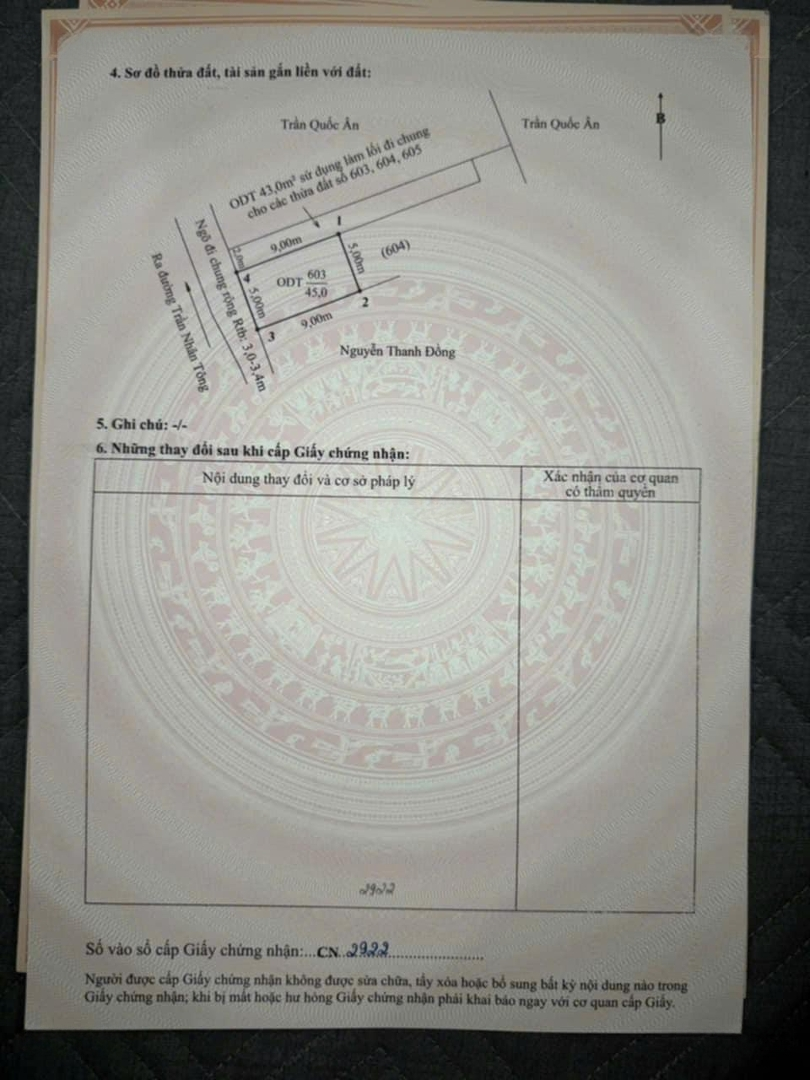 4. Sơ đồ thửa đất, tài sản gắn liền với đất:
Trần Quốc Ân
Trần Quốc Ân
B
ODT 43,0m² sử dụng làm lối đi chung
cho các thửa đất số 603, 604, 605
1
9,00m
2,0m
5,00m
(604)
4
ODT 603
45,0
5,00m
2
9,00m
3
Ngõ đi chung rộng Rtb: 3,0-3,4m
Ra đường Trần Nhân Tông
Nguyễn Thanh Đồng
5. Ghi chú: -/-
6. Những thay đổi sau khi cấp Giấy chứng nhận:
Nội dung thay đổi và cơ sở pháp lý
Xác nhận của cơ quan
có thẩm quyền
2922
Số vào sổ cấp Giấy chứng nhận:...CN 2922
Người được cấp Giấy chứng nhận không được sửa chữa, tẩy xóa hoặc bổ sung bất kỳ nội dung nào trong
Giấy chứng nhận; khi bị mất hoặc hư hỏng Giấy chứng nhận phải khai báo ngay với cơ quan cấp Giấy.